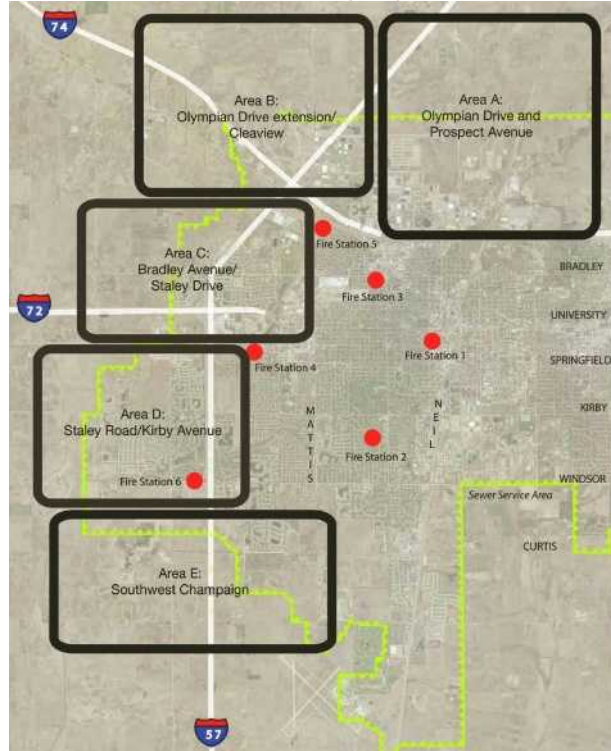 74
Area B:
Olympian Drive extension/
Cleaview
Area A:
Olympian Drive and
Prospect Avenue
Area C:
Bradley Avenue/
Staley Drive
Fire Station 5
Fire Station 3
BRADLEY
72
UNIVERSITY
Fire Station 1
Fire Station 4
SPRINGFIELD
Area D:
Staley Road/Kirby Avenue
MATTIS
NEIL
KIRBY
Fire Station 2
Fire Station 6
WINDSOR
Sewer Service Area
CURTIS
Area E:
Southwest Champaign
57